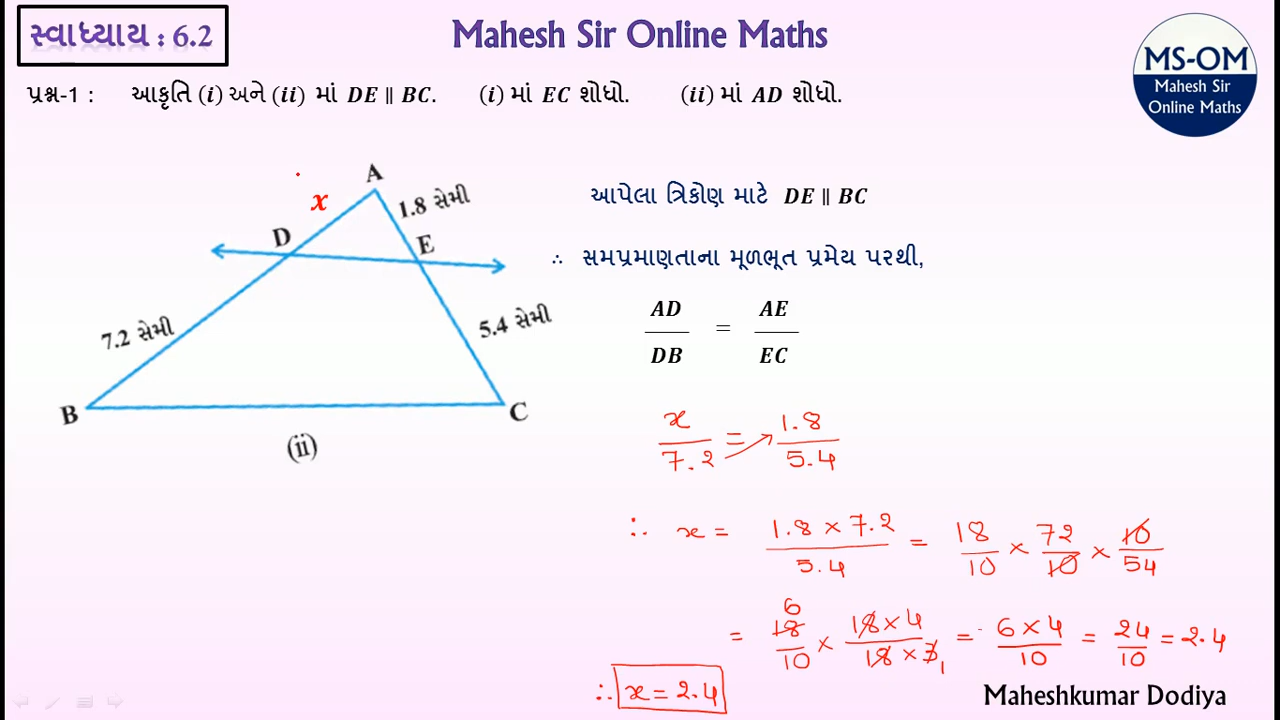 સ્વાધ્યાય : 6.2
Mahesh Sir Online Maths
MS-OM
Mahesh Sir
Online Maths
પ્રશ્ન-1 : આકૃતિ (i) અને (ii) માં DE ∥ BC. (i) માં EC શોધો. (ii) માં AD શોધો.
A
x
1.8 સેમી
D
E
7.2 સેમી
5.4 સેમી
B
C
(ii)
આપેલા ત્રિકોણ માટે DE ∥ BC
∴ સમપ્રમાણતાના મૂળભૂત પ્રમેય પરથી,
AD/DB = AE/EC
x/7.2 = 1.8/5.4
∴ x = 1.8 × 7.2/5.4 = 18/10 × 72/10 × 10/54
= 6 18/10 × 18 × 4/18 × 3 1 = 6 × 4/10 = 24/10 = 2.4
∴ x = 2.4
Maheshkumar Dodiya